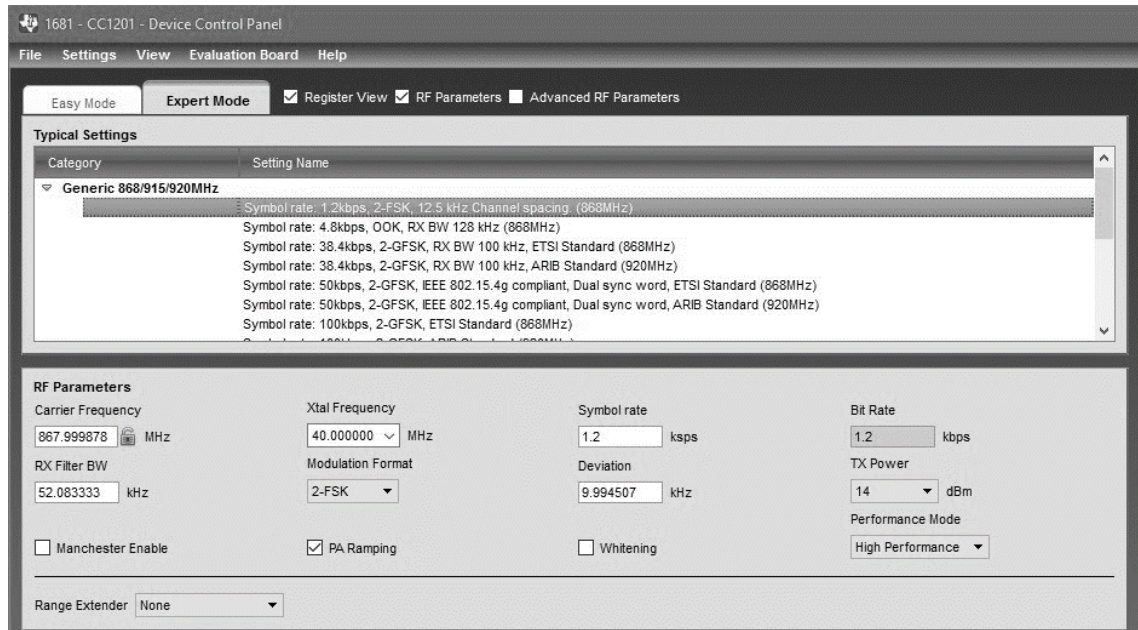 1681 - CC1201 - Device Control Panel
File Settings View Evaluation Board Help
Easy Mode Expert Mode Register View RF Parameters Advanced RF Parameters
Typical Settings
Category Setting Name
Generic 868/915/920MHz
Symbol rate: 1.2kbps, 2-FSK, 12.5 kHz Channel spacing. (868MHz)
Symbol rate: 4.8kbps, OOK, RX BW 128 kHz (868MHz)
Symbol rate: 38.4kbps, 2-GFSK, RX BW 100 kHz, ETSI Standard (868MHz)
Symbol rate: 38.4kbps, 2-GFSK, RX BW 100 kHz, ARIB Standard (920MHz)
Symbol rate: 50kbps, 2-GFSK, IEEE 802.15.4g compliant, Dual sync word, ETSI Standard (868MHz)
Symbol rate: 50kbps, 2-GFSK, IEEE 802.15.4g compliant, Dual sync word, ARIB Standard (920MHz)
Symbol rate: 100kbps, 2-GFSK, ETSI Standard (868MHz)
RF Parameters
Carrier Frequency Xtal Frequency Symbol rate Bit Rate
867.999878 MHz 40.000000 MHz 1.2 ksps 1.2 kbps
RX Filter BW Modulation Format Deviation TX Power
52.083333 kHz 2-FSK 9.994507 kHz 14 dBm
Performance Mode
Manchester Enable PA Ramping Whitening High Performance
Range Extender None